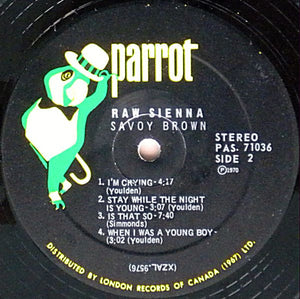 parrot
RAW SIENNA
SAVOY BROWN
STEREO
PAS. 71036
SIDE 2
℗1970
1. I'M CRYING-4:17
(Youlden)
2. STAY WHILE THE NIGHT
IS YOUNG-3:07 (Youlden)
3. IS THAT SO-7:40
(Simmonds)
4. WHEN I WAS A YOUNG BOY-
(3:02 (Youlden)
(XZAL.9576)
DISTRIBUTED BY LONDON RECORDS OF CANADA (1967) LTD.